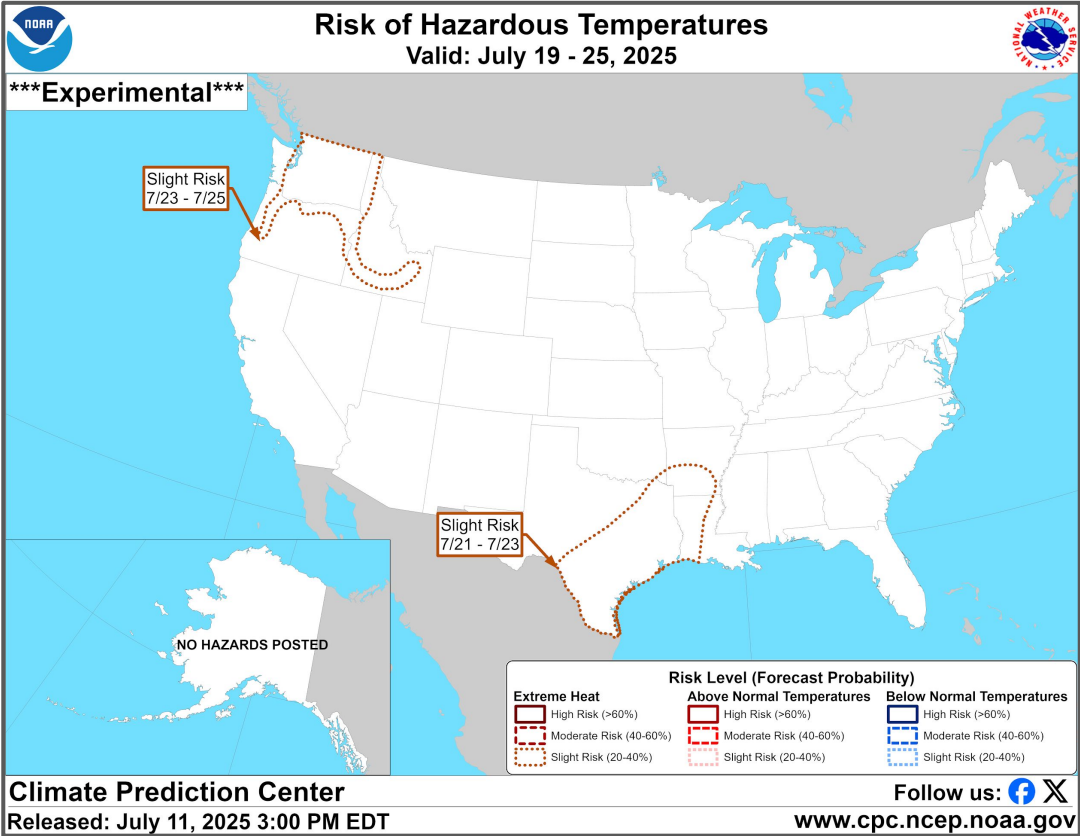 NOAA
Risk of Hazardous Temperatures
Valid: July 19 - 25, 2025
NATIONAL WEATHER SERVICE
***Experimental***
Slight Risk
7/23 - 7/25
Slight Risk
7/21 - 7/23
NO HAZARDS POSTED
Risk Level (Forecast Probability)
Extreme Heat
High Risk (>60%)
Moderate Risk (40-60%)
Slight Risk (20-40%)
Above Normal Temperatures
High Risk (>60%)
Moderate Risk (40-60%)
Slight Risk (20-40%)
Below Normal Temperatures
High Risk (>60%)
Moderate Risk (40-60%)
Slight Risk (20-40%)
Climate Prediction Center
Follow us:
Released: July 11, 2025 3:00 PM EDT
www.cpc.ncep.noaa.gov